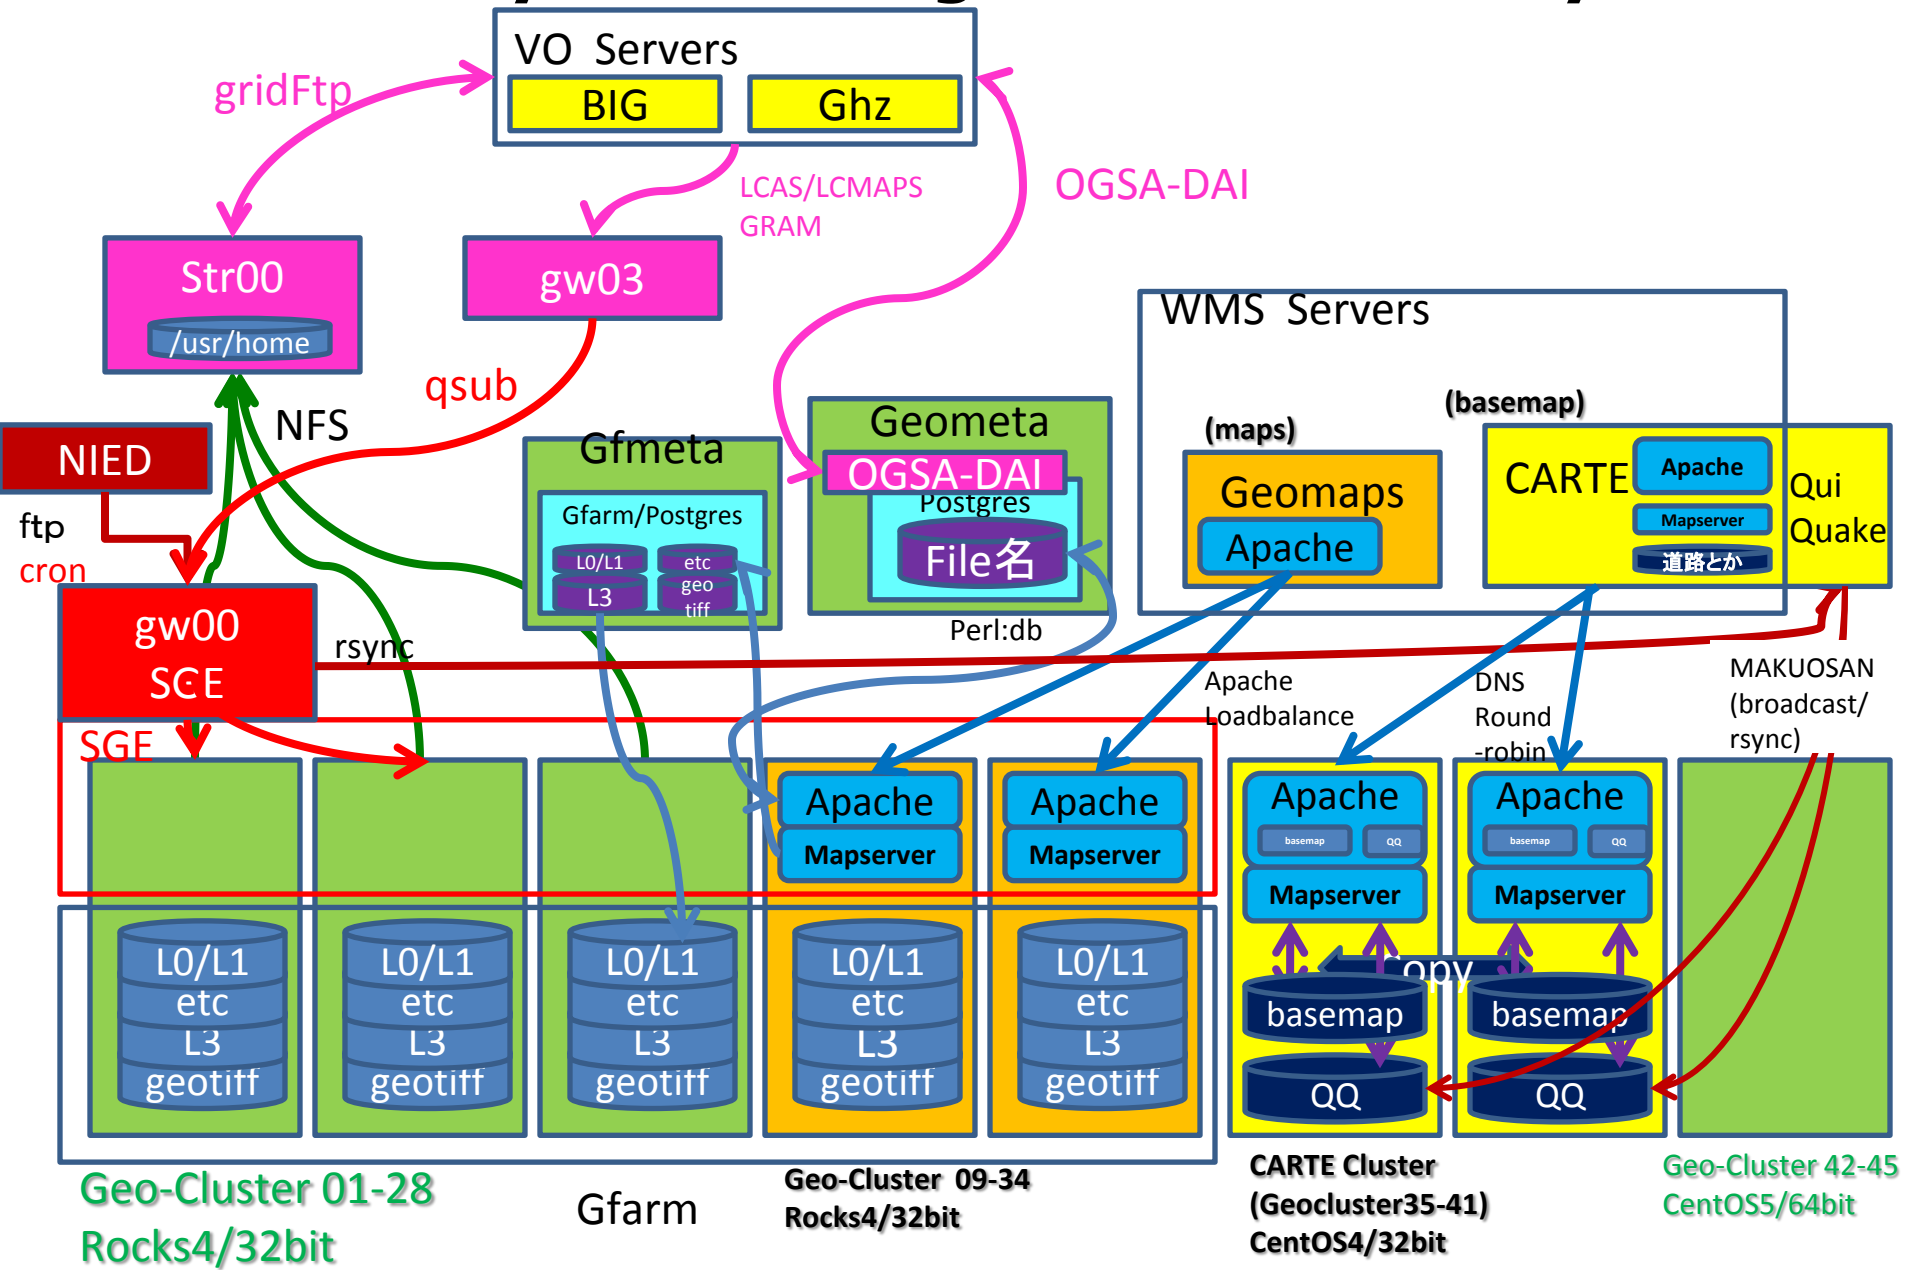 VO Servers
BIG
Ghz
gridFtp
LCAS/LCMAPS
GRAM
OGSA-DAI
Str00
/usr/home
gw03
WMS Servers
qsub
NFS
NIED
ftp
cron
Gfmeta
Gfarm/Postgres
L0/L1
etc
L3
geo
tiff
Geometa
OGSA-DAI
Postgres
File名
Perl:db
(maps)
Geomaps
Apache
(basemap)
CARTE
Apache
Mapserver
道路とか
Qui
Quake
gw00
SCE
rsync
SGE
Apache
Loadbalance
DNS
Round
-robin
MAKUOSAN
(broadcast/
rsync)
Apache
Mapserver
Apache
Mapserver
Apache
basemap
QQ
Mapserver
Apache
basemap
QQ
Mapserver
L0/L1
etc
L3
geotiff
L0/L1
etc
L3
geotiff
L0/L1
etc
L3
geotiff
L0/L1
etc
L3
geotiff
L0/L1
etc
L3
geotiff
basemap
QQ
basemap
QQ
Geo-Cluster 01-28
Rocks4/32bit
Gfarm
Geo-Cluster 09-34
Rocks4/32bit
CARTE Cluster
(Geocluster35-41)
CentOS4/32bit
Geo-Cluster 42-45
CentOS5/64bit